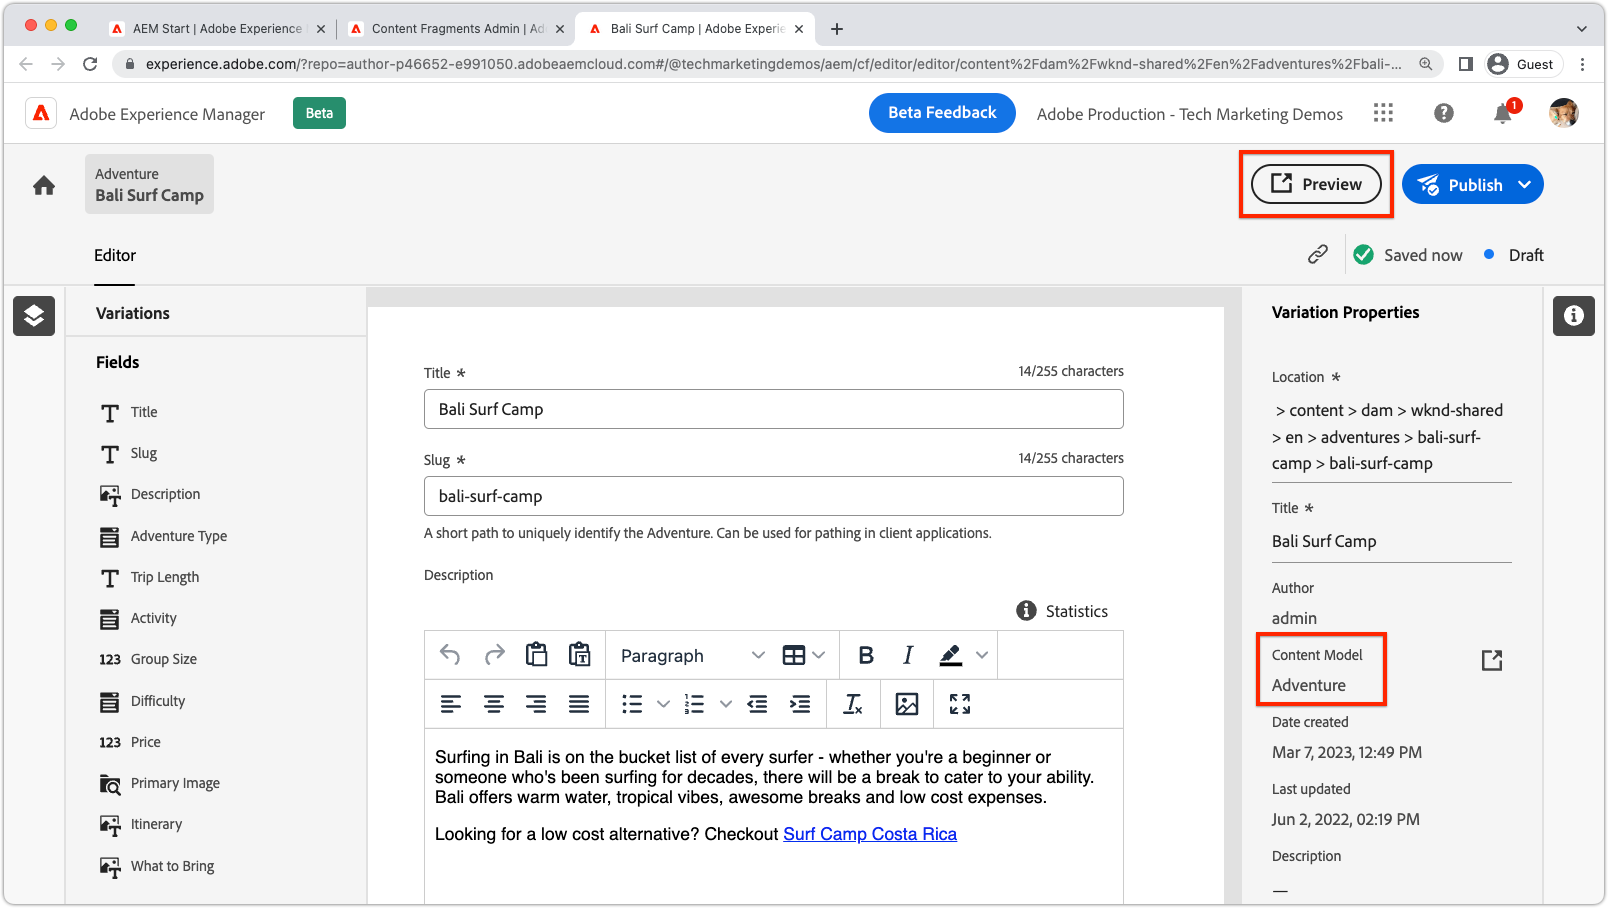 AEM Start | Adobe Experience
Content Fragments Admin | Ad
Bali Surf Camp | Adobe Experie
experience.adobe.com/?repo=author-p46652-e991050.adobeaemcloud.com#/@techmarketingdemos/aem/cf/editor/editor/content%2Fdam%2Fwknd-shared%2Fen%2Fadventures%2Fbali-...
Guest
Adobe Experience Manager
Beta
Beta Feedback
Adobe Production - Tech Marketing Demos
1
Adventure
Bali Surf Camp
Preview
Publish
Editor
Saved now
Draft
Variations
Fields
Title
Slug
Description
Adventure Type
Trip Length
Activity
123 Group Size
Difficulty
123 Price
Primary Image
Itinerary
What to Bring
Title *
14/255 characters
Bali Surf Camp
Slug *
14/255 characters
bali-surf-camp
A short path to uniquely identify the Adventure. Can be used for pathing in client applications.
Description
Statistics
Paragraph
B I
Surfing in Bali is on the bucket list of every surfer - whether you're a beginner or
someone who's been surfing for decades, there will be a break to cater to your ability.
Bali offers warm water, tropical vibes, awesome breaks and low cost expenses.
Looking for a low cost alternative? Checkout Surf Camp Costa Rica
Variation Properties
Location *
> content > dam > wknd-shared
> en > adventures > bali-surf-
camp > bali-surf-camp
Title *
Bali Surf Camp
Author
admin
Content Model
Adventure
Date created
Mar 7, 2023, 12:49 PM
Last updated
Jun 2, 2022, 02:19 PM
Description
—